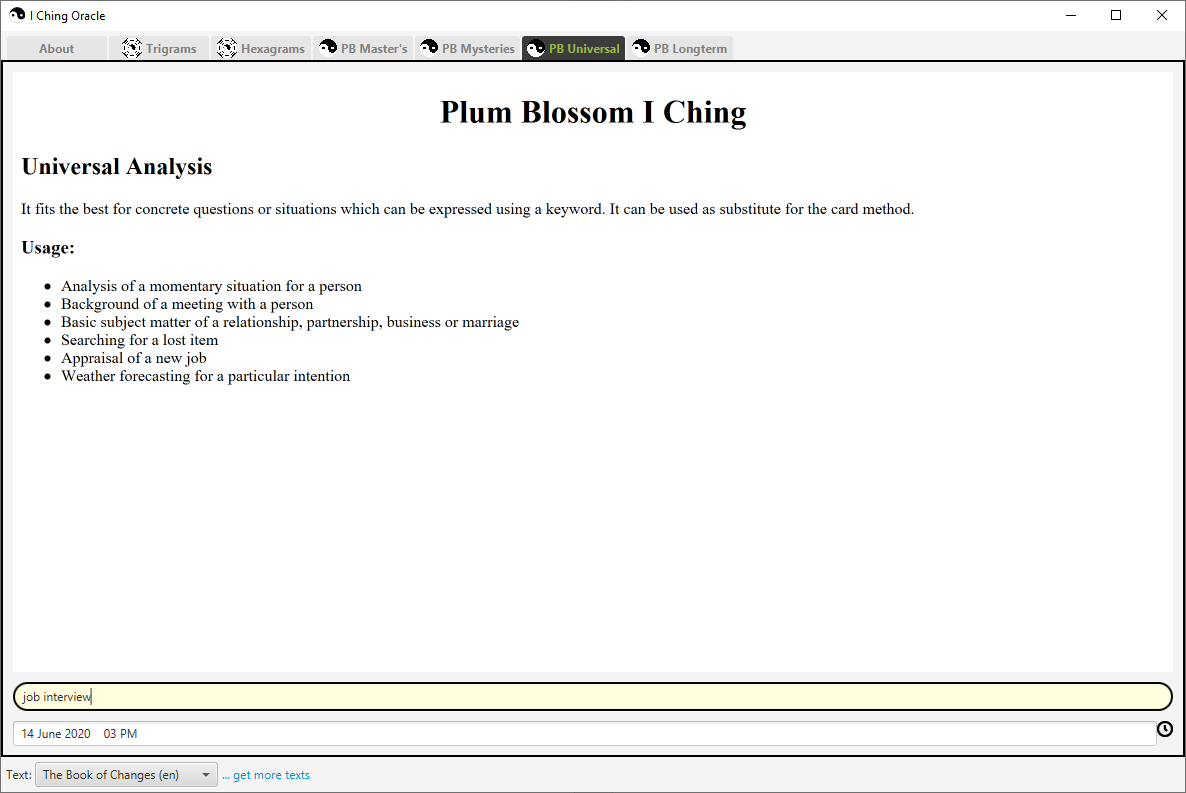 I Ching Oracle
About Trigrams Hexagrams PB Master's PB Mysteries PB Universal PB Longterm
Plum Blossom I Ching
Universal Analysis
It fits the best for concrete questions or situations which can be expressed using a keyword. It can be used as substitute for the card method.
Usage:
Analysis of a momentary situation for a person
Background of a meeting with a person
Basic subject matter of a relationship, partnership, business or marriage
Searching for a lost item
Appraisal of a new job
Weather forecasting for a particular intention
job interview
14 June 2020 03 PM
Text: The Book of Changes (en) ... get more texts